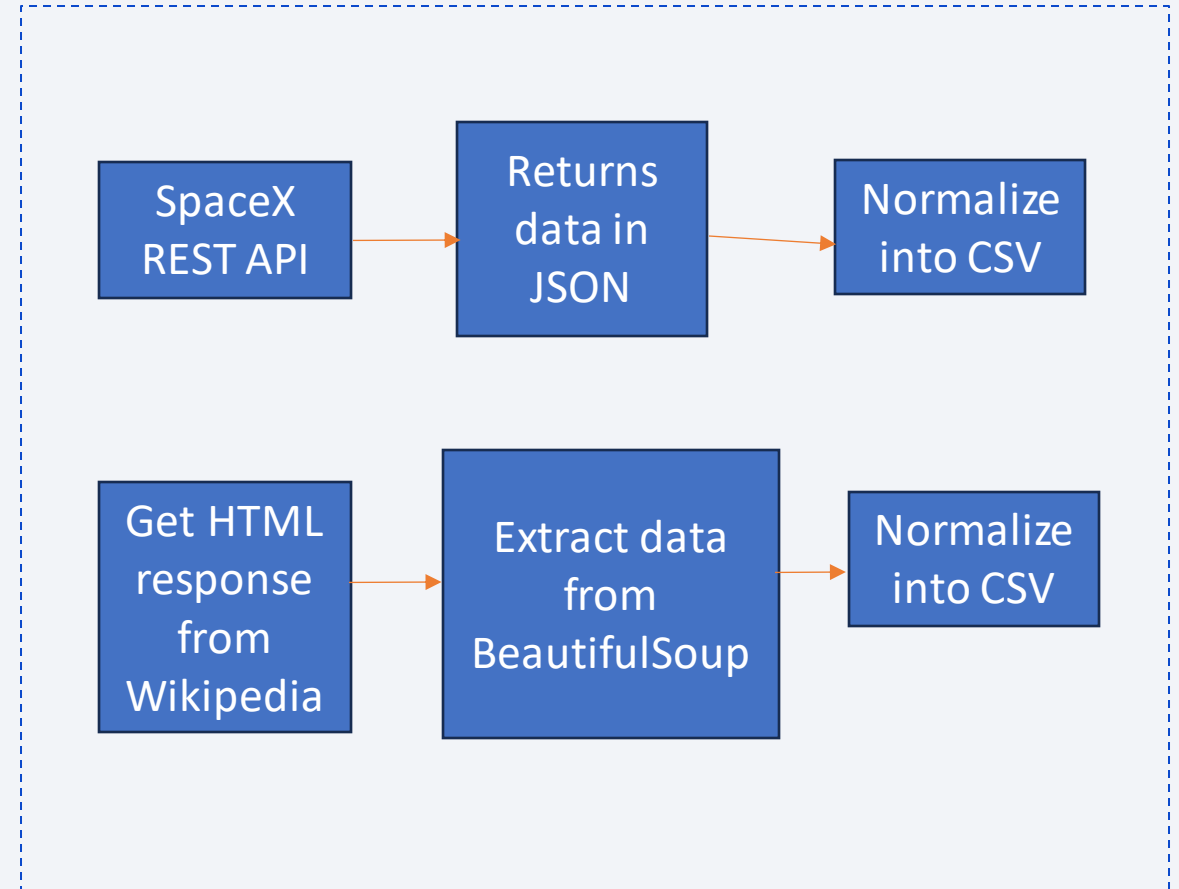 SpaceX
REST API
Returns
data in
JSON
Normalize
into CSV
Get HTML
response
from
Wikipedia
Extract data
from
BeautifulSoup
Normalize
into CSV